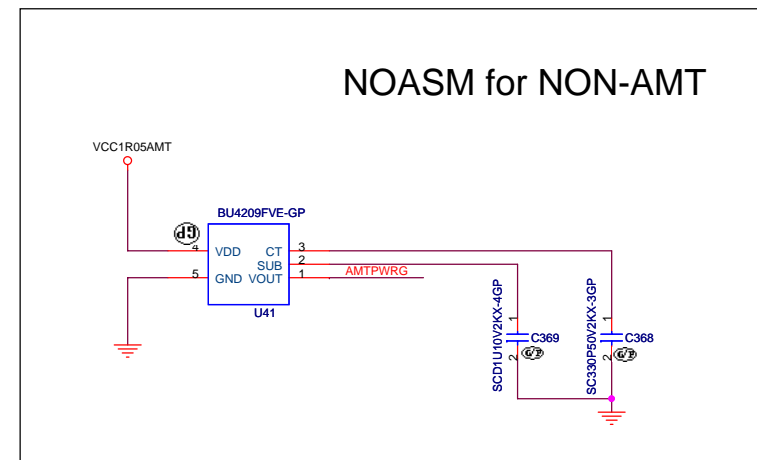 NOASM for NON-AMT
VCC1R05AMT
BU4209FVE-GP
GP
4 VDD CT 3
SUB 2
5 GND VOUT 1 AMTPWRG
U41
SCD1U10V2KX-4GP
1
2
C369
G/P
SC330P50V2KX-3GP
1
2
C368
G/P